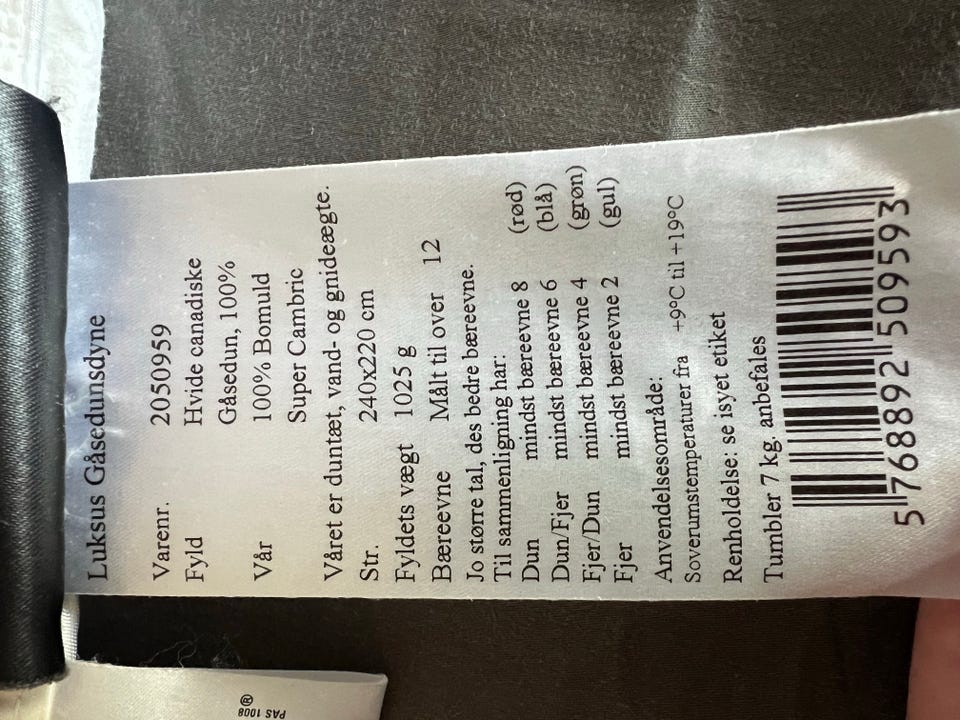 Luksus Gåsedunsdyne
Varenr. 2050959
Fyld Hvide canadiske
Gåsedun, 100%
Vår 100% Bomuld
Super Cambric
Våret er duntæt, vand- og gnideægte.
Str. 240x220 cm
Fyldets vægt 1025 g
Bæreevne Målt til over 12
Jo større tal, des bedre bæreevne.
Til sammenligning har:
Dun mindst bæreevne 8 (rød)
Dun/Fjer mindst bæreevne 6 (blå)
Fjer/Dun mindst bæreevne 4 (grøn)
Fjer mindst bæreevne 2 (gul)
Anvendelsesområde:
Soverumstemperaturer fra +9°C til +19°C
Renholdelse: se isyet etiket
Tumbler 7 kg. anbefales
5 768892 509593
PAS 1008 ®